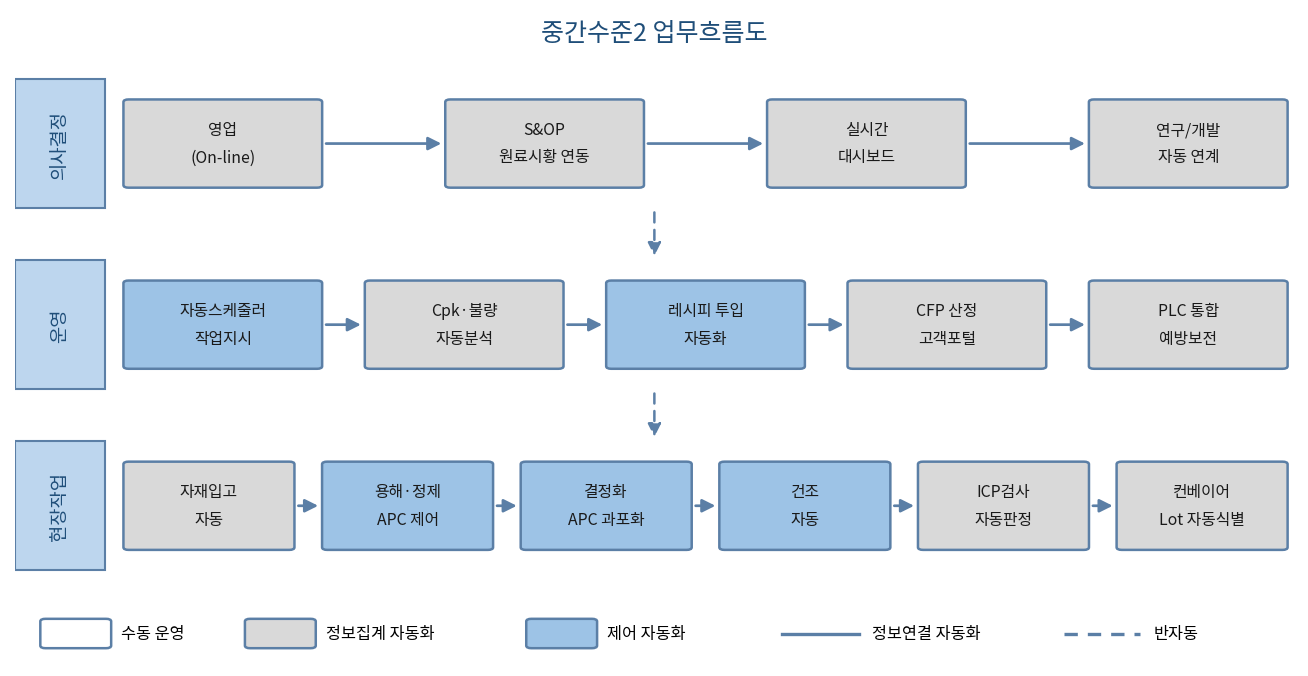 중간수준2 업무흐름도
의사결정
영업
(On-line)
S&OP
원료시황 연동
실시간
대시보드
연구/개발
자동 연계
운영
자동스케줄러
작업지시
Cpk·불량
자동분석
레시피 투입
자동화
CFP 산정
고객포털
PLC 통합
예방보전
현장작업
자재입고
자동
용해·정제
APC 제어
결정화
APC 과포화
건조
자동
ICP검사
자동판정
컨베이어
Lot 자동식별
수동 운영
정보집계 자동화
제어 자동화
정보연결 자동화
반자동